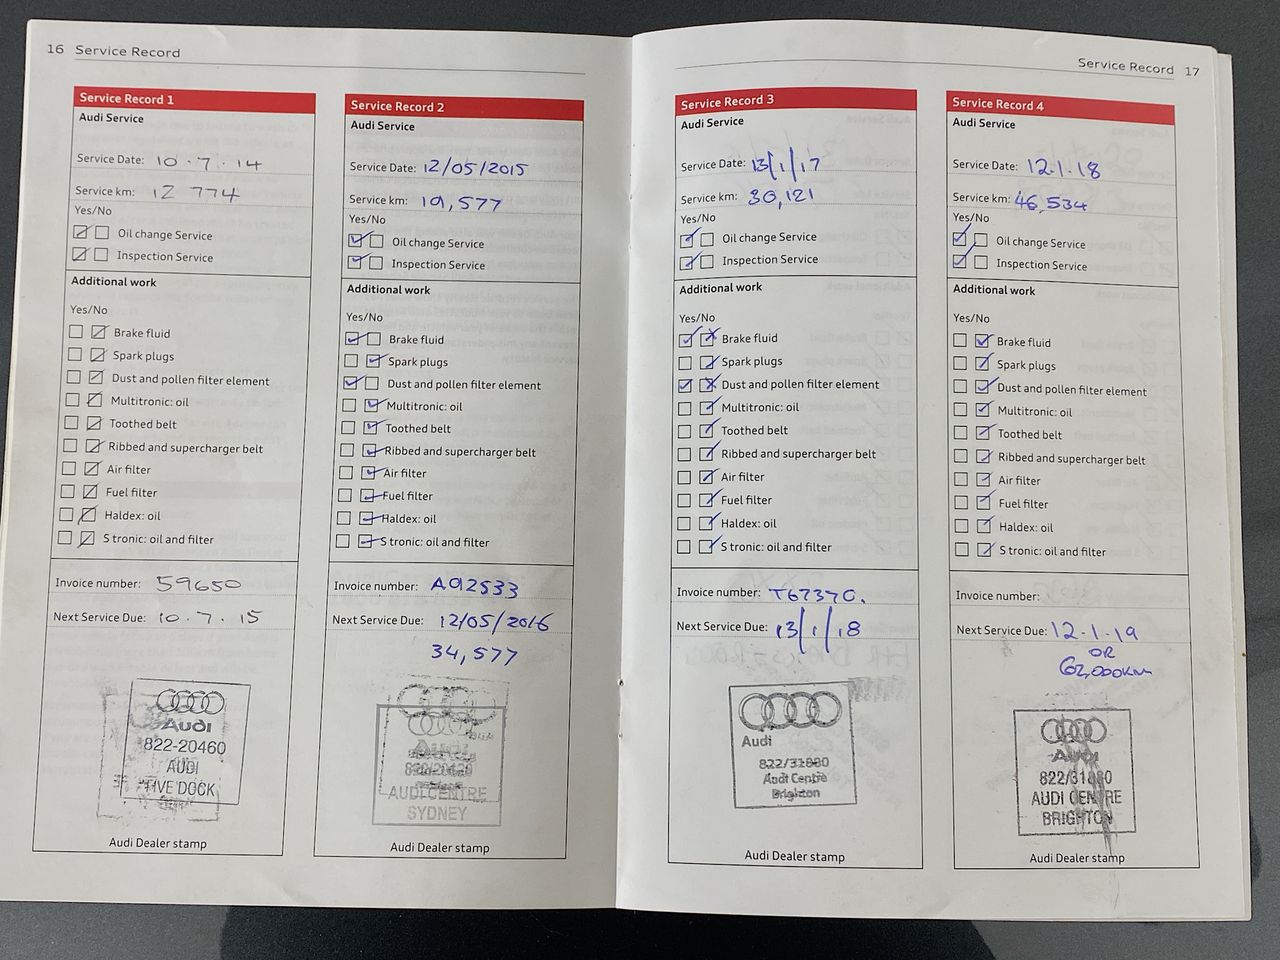 16 Service Record
Service Record 1
Audi Service
Service Date: 10.7.14
Service km: 12 774
Yes/No
Oil change Service
Inspection Service
Additional work
Yes/No
Brake fluid
Spark plugs
Dust and pollen filter element
Multitronic: oil
Toothed belt
Ribbed and supercharger belt
Air filter
Fuel filter
Haldex: oil
S tronic: oil and filter
Invoice number: 59650
Next Service Due: 10.7.15
Audi
822-20460
AUDI
DOCK
Audi Dealer stamp
Service Record 2
Audi Service
Service Date: 12/05/2015
Service km: 19,577
Yes/No
Oil change Service
Inspection Service
Additional work
Yes/No
Brake fluid
Spark plugs
Dust and pollen filter element
Multitronic: oil
Toothed belt
Ribbed and supercharger belt
Air filter
Fuel filter
Haldex: oil
S tronic: oil and filter
Invoice number: A092533
Next Service Due: 12/05/2016
34,577
Audi
AUDI CENTRE
SYDNEY
Audi Dealer stamp
Service Record 17
Service Record 3
Audi Service
Service Date: 13/1/17
Service km: 30,121
Yes/No
Oil change Service
Inspection Service
Additional work
Yes/No
Brake fluid
Spark plugs
Dust and pollen filter element
Multitronic: oil
Toothed belt
Ribbed and supercharger belt
Air filter
Fuel filter
Haldex: oil
S tronic: oil and filter
Invoice number: T67370.
Next Service Due: 13/1/18
Audi
822/31880
Audi Centre
Brighton
Audi Dealer stamp
Service Record 4
Audi Service
Service Date: 12.1.18
Service km: 46,534
Yes/No
Oil change Service
Inspection Service
Additional work
Yes/No
Brake fluid
Spark plugs
Dust and pollen filter element
Multitronic: oil
Toothed belt
Ribbed and supercharger belt
Air filter
Fuel filter
Haldex: oil
S tronic: oil and filter
Invoice number:
Next Service Due: 12.1.19
OR
62,000KM
Audi
822/31880
AUDI CENTRE
BRIGHTON
Audi Dealer stamp